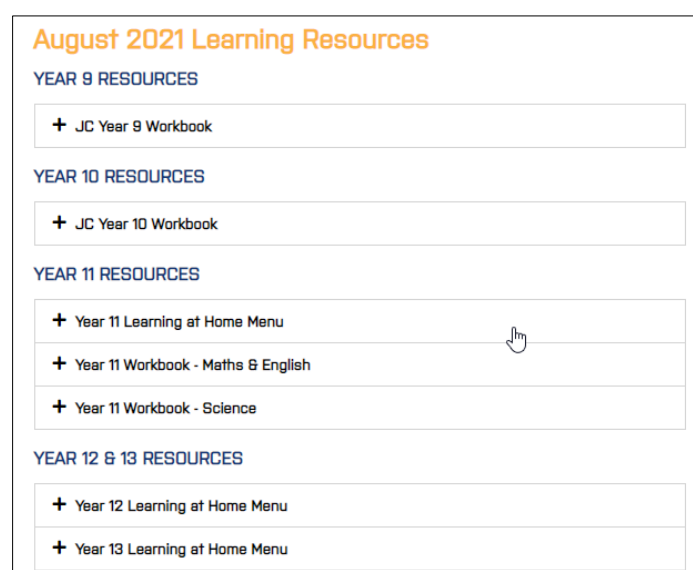 August 2021 Learning Resources
YEAR 9 RESOURCES
+ JC Year 9 Workbook
YEAR 10 RESOURCES
+ JC Year 10 Workbook
YEAR 11 RESOURCES
+ Year 11 Learning at Home Menu
+ Year 11 Workbook - Maths & English
+ Year 11 Workbook - Science
YEAR 12 & 13 RESOURCES
+ Year 12 Learning at Home Menu
+ Year 13 Learning at Home Menu